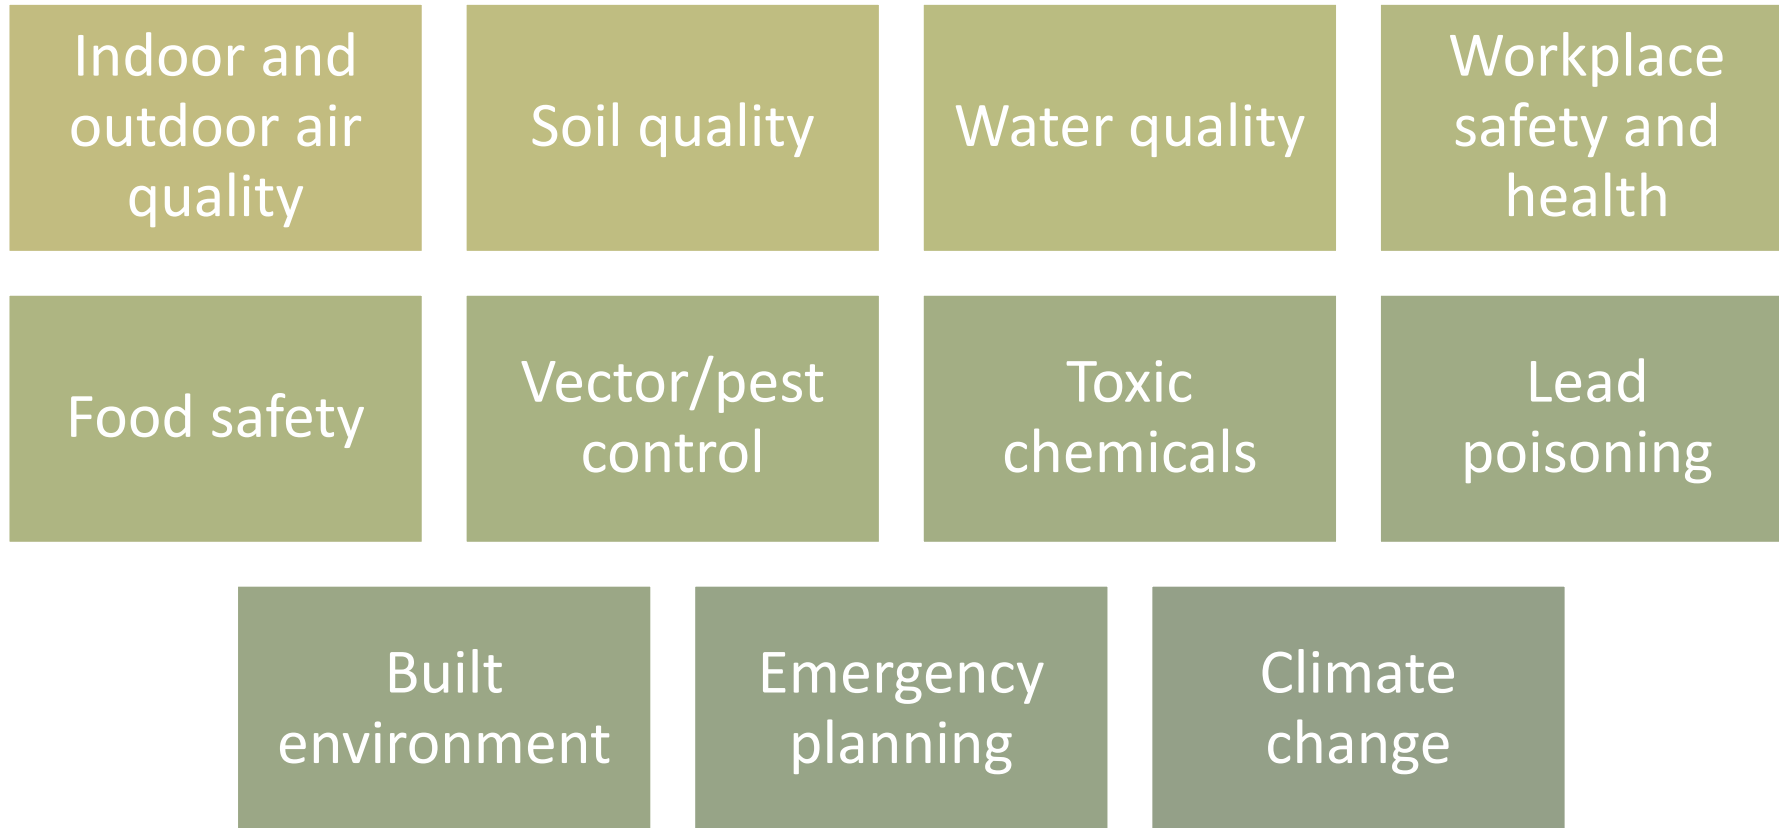 Indoor and
outdoor air
quality
Soil quality
Water quality
Workplace
safety and
health
Food safety
Vector/pest
control
Toxic
chemicals
Lead
poisoning
Built
environment
Emergency
planning
Climate
change